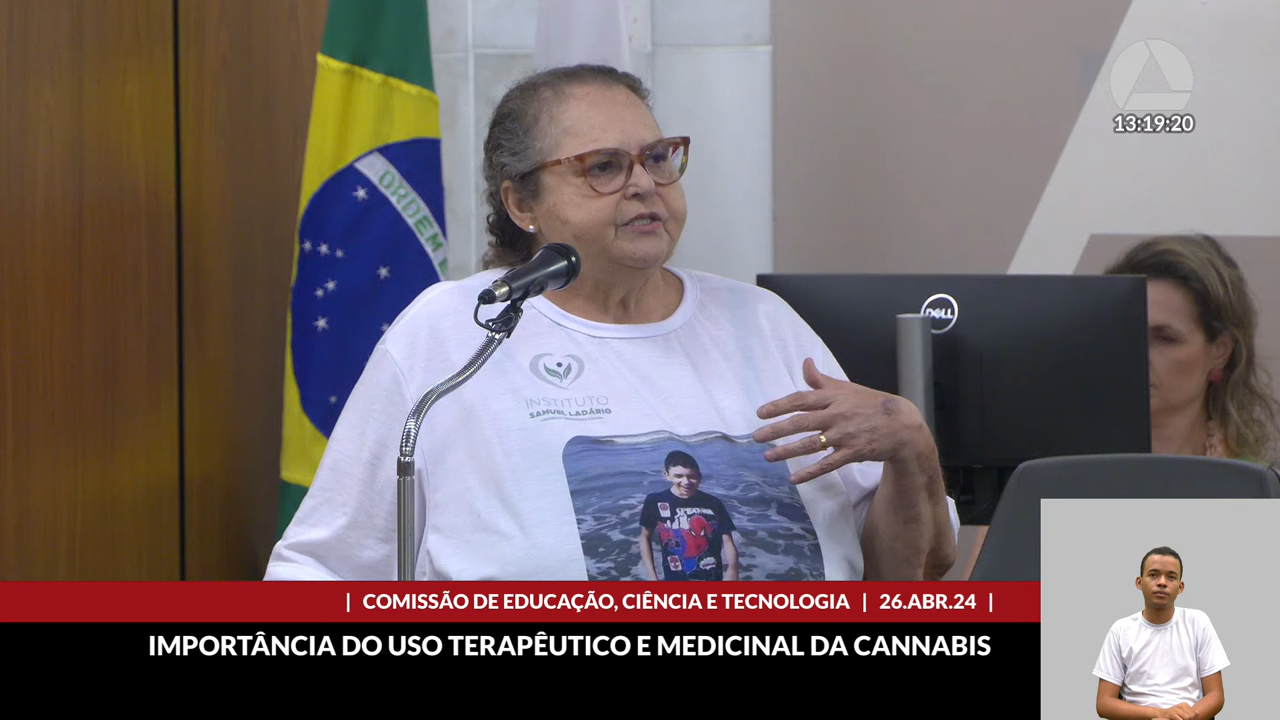 13:19:20
ORDEM
DELL
INSTITUTO
SAMUEL LADÁRIO
| COMISSÃO DE EDUCAÇÃO, CIÊNCIA E TECNOLOGIA | 26.ABR.24 |
IMPORTÂNCIA DO USO TERAPÊUTICO E MEDICINAL DA CANNABIS